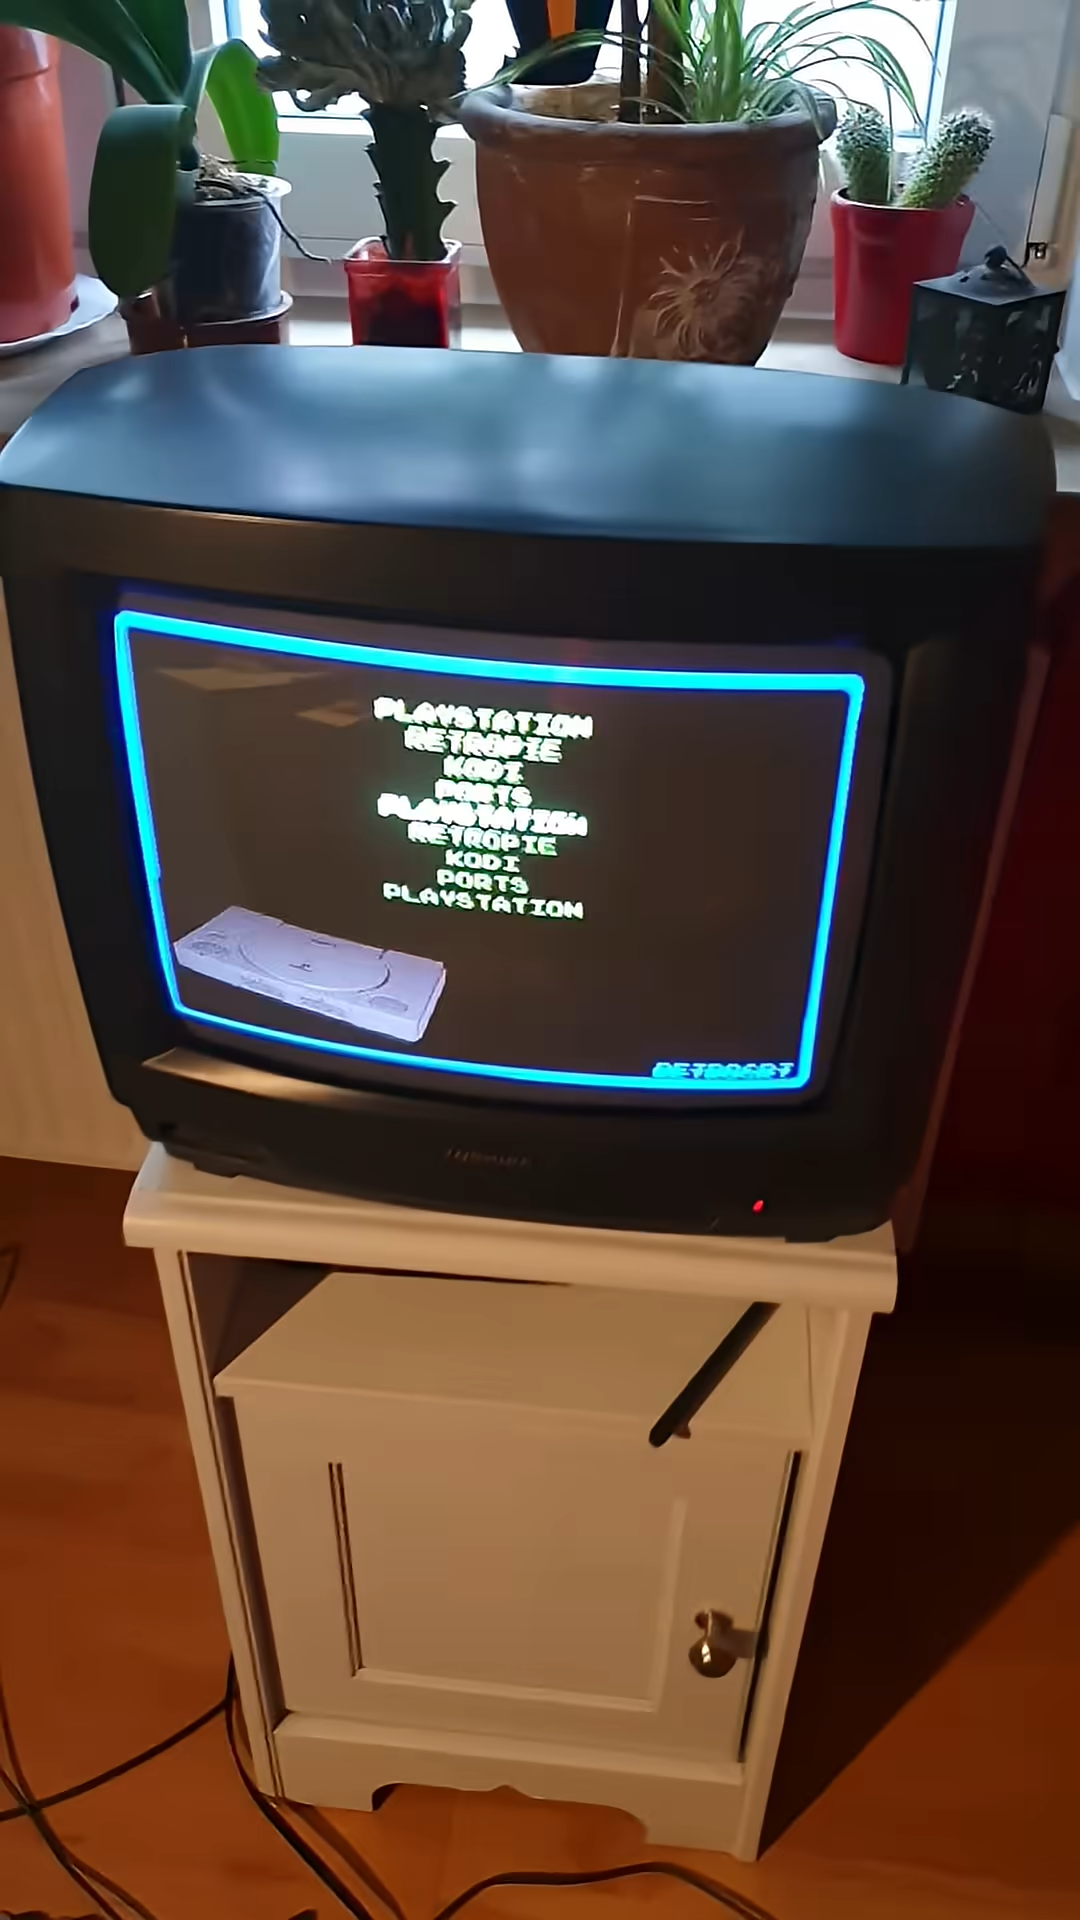 PLAYSTATION
RETROPIE
KODI
PORTS
PLAYSTATION
RETROPIE
KODI
PORTS
PLAYSTATION
RETROCRT